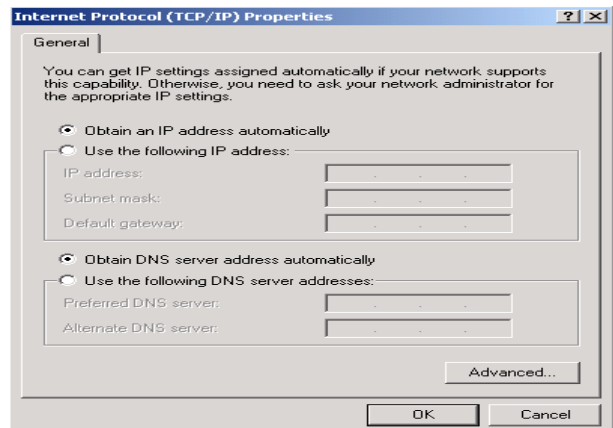 Internet Protocol (TCP/IP) Properties
General
You can get IP settings assigned automatically if your network supports
this capability. Otherwise, you need to ask your network administrator for
the appropriate IP settings.
Obtain an IP address automatically
Use the following IP address:
IP address:
Subnet mask:
Default gateway:
Obtain DNS server address automatically
Use the following DNS server addresses:
Preferred DNS server:
Alternate DNS server:
Advanced...
OK Cancel